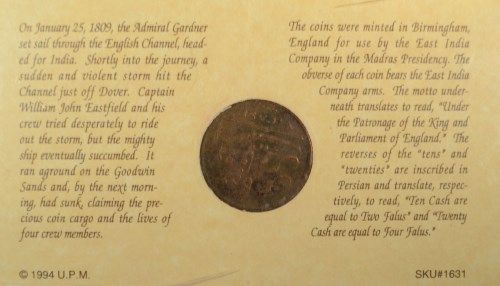 On January 25, 1809, the Admiral Gardner
set sail through the English Channel, head-
ed for India. Shortly into the journey, a
sudden and violent storm hit the
Channel just off Dover. Captain
William John Eastfield and his
crew tried desperately to ride
out the storm, but the mighty
ship eventually succumbed. It
ran aground on the Goodwin
Sands and, by the next morn-
ing, had sunk, claiming the pre-
cious coin cargo and the lives of
four crew members.
The coins were minted in Birmingham,
England for use by the East India
Company in the Madras Presidency. The
obverse of each coin bears the East India
Company arms. The motto under-
neath translates to read, "Under
the Patronage of the King and
Parliament of England." The
reverses of the "tens" and
"twenties" are inscribed in
Persian and translate, respec-
tively, to read, "Ten Cash are
equal to Two Falus" and "Twenty
Cash are equal to Four Falus."
© 1994 U.P.M.
SKU#1631